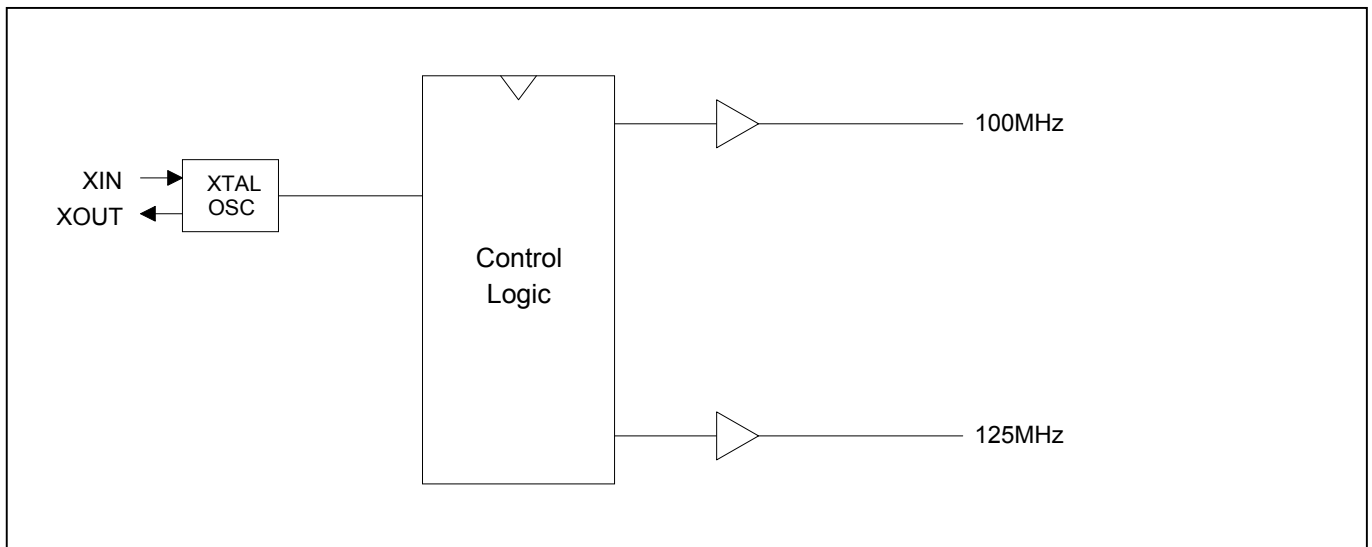 XIN
XOUT
XTAL
OSC
Control
Logic
100MHz
125MHz